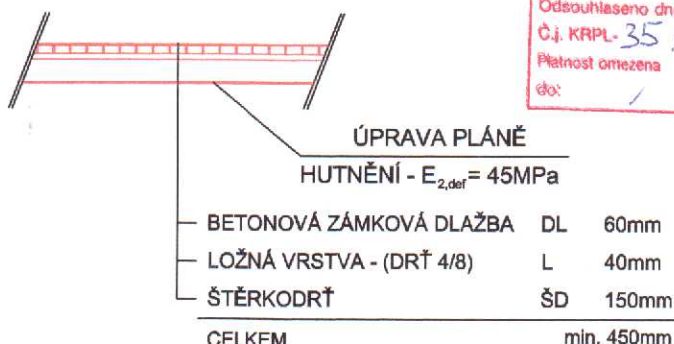 Odsouhlaseno dn
Č.j. KRPL- 35
Platnost omezena
do: /
ÚPRAVA PLÁNĚ
HUTNĚNÍ - E2,def= 45MPa
BETONOVÁ ZÁMKOVÁ DLAŽBA DL 60mm
LOŽNÁ VRSTVA - (DRŤ 4/8) L 40mm
ŠTĚRKODRŤ ŠD 150mm
CELKEM min. 450mm